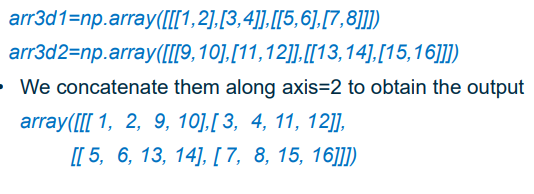 arr3d1=np.array([[[1,2],[3,4]],[[5,6],[7,8]]])
arr3d2=np.array([[[9,10],[11,12]],[[13,14],[15,16]]])
• We concatenate them along axis=2 to obtain the output
array([[[ 1, 2, 9, 10],[ 3, 4, 11, 12]],
[[ 5, 6, 13, 14], [ 7, 8, 15, 16]]])